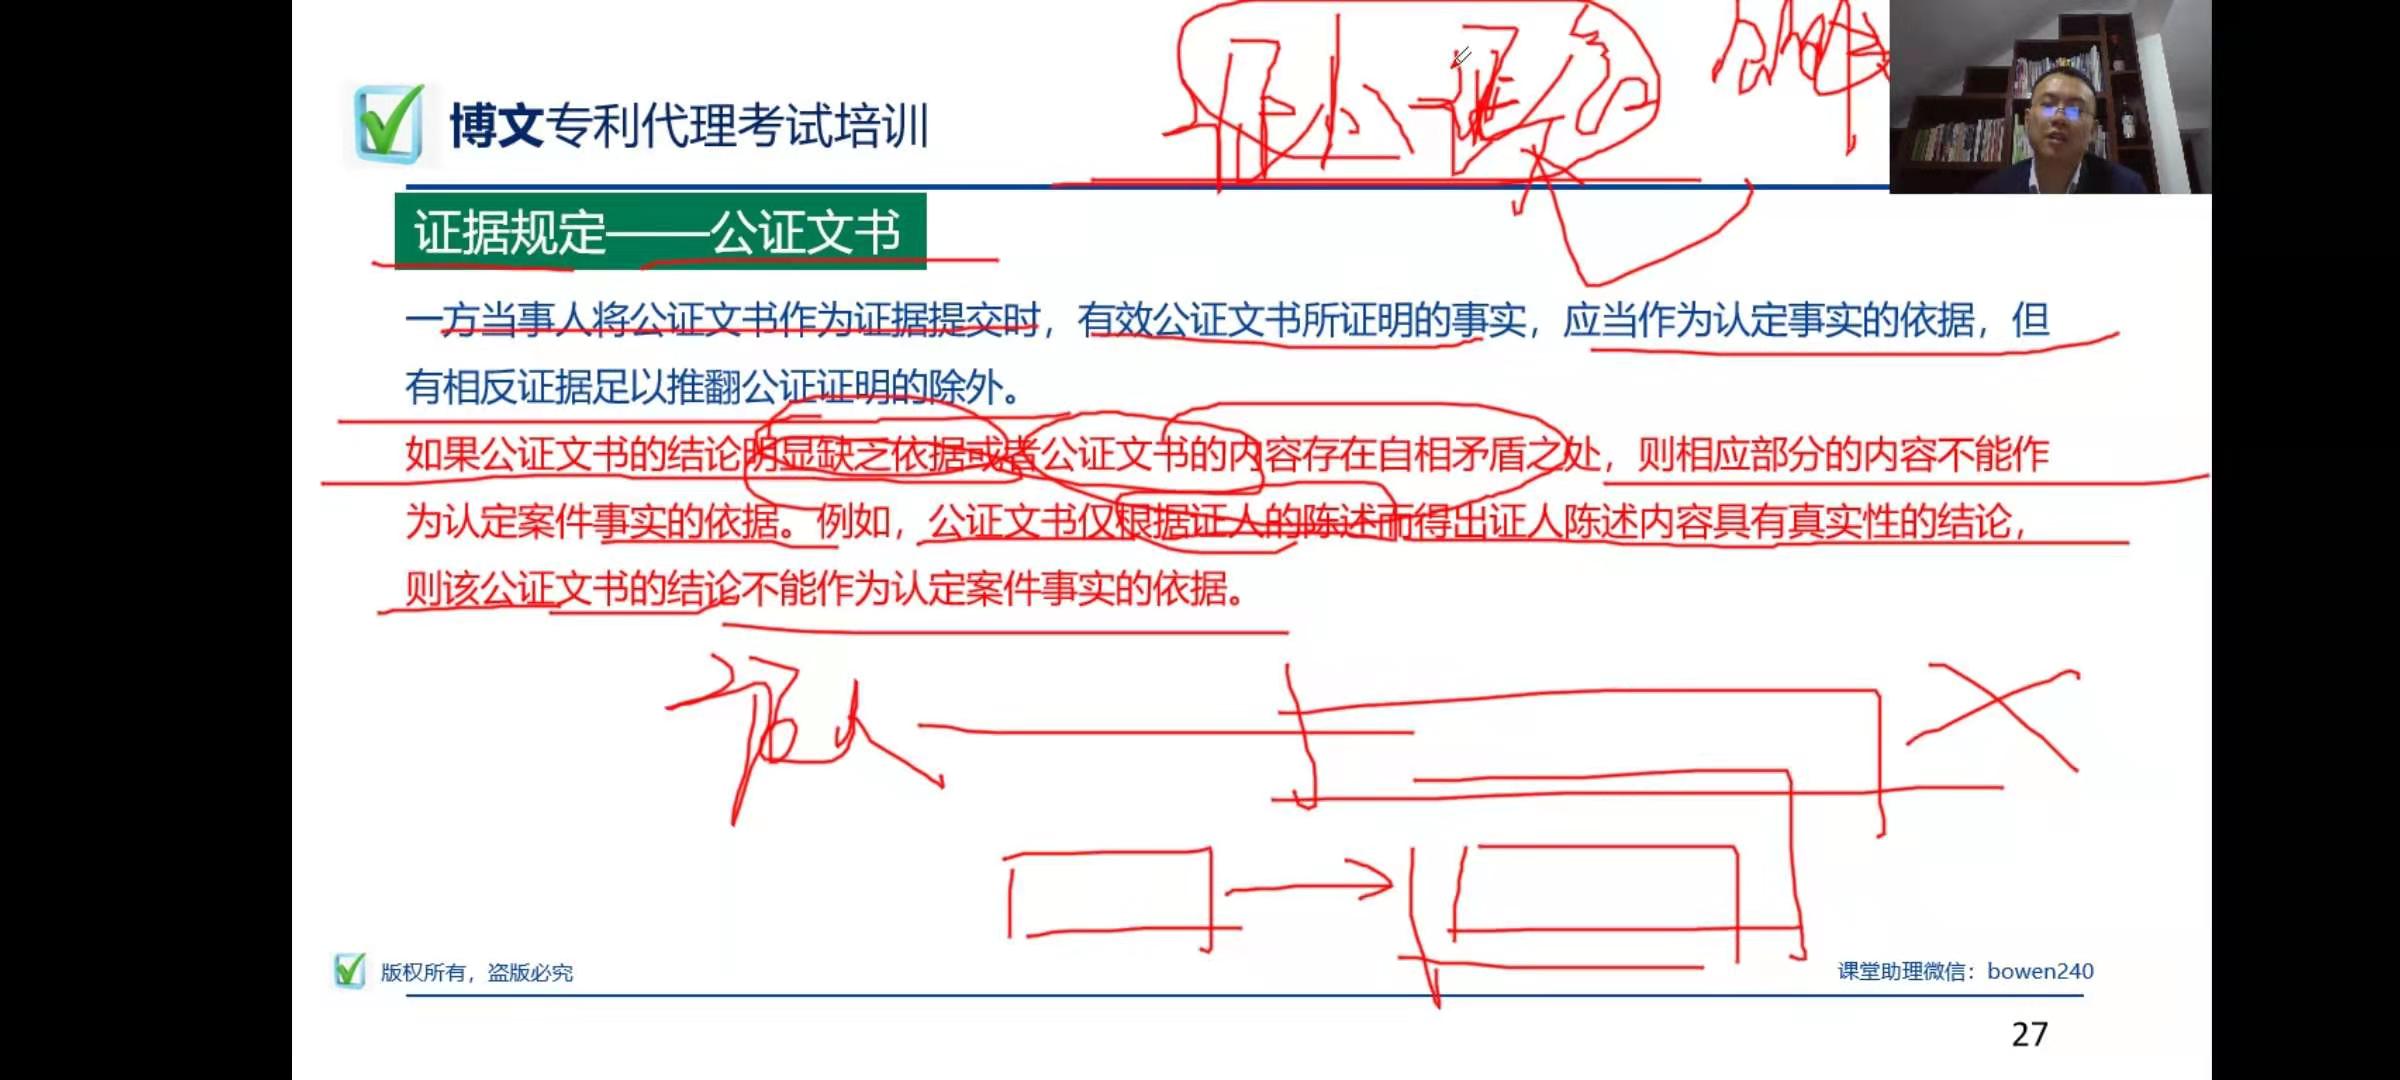 博文专利代理考试培训
证据规定——公证文书
一方当事人将公证文书作为证据提交时，有效公证文书所证明的事实，应当作为认定事实的依据，但
有相反证据足以推翻公证证明的除外。
如果公证文书的结论明显缺乏依据或者公证文书的内容存在自相矛盾之处，则相应部分的内容不能作
为认定案件事实的依据。例如，公证文书仅根据证人的陈述而得出证人陈述内容具有真实性的结论，
则该公证文书的结论不能作为认定案件事实的依据。
证人
版权所有，盗版必究
课堂助理微信：bowen240
27